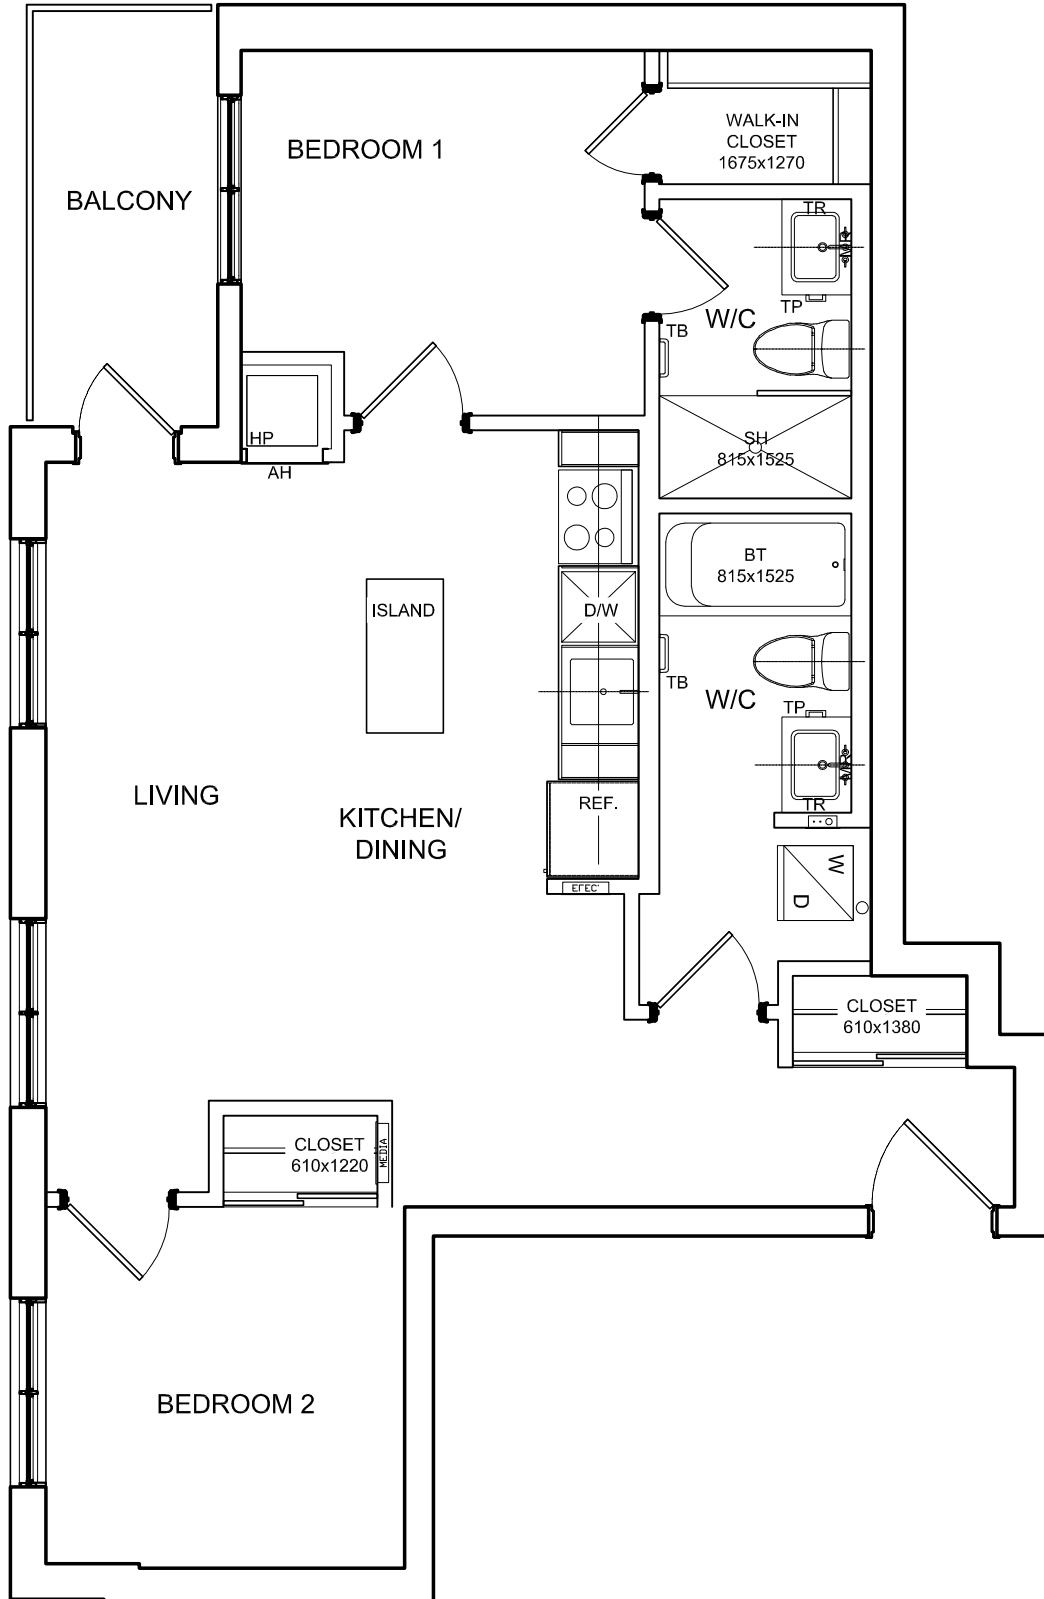 WALK-IN
CLOSET
1675x1270
BEDROOM 1
BALCONY
TR
TP
W/C
TB
HP
AH
SH
815x1525
BT
815x1525
ISLAND
D/W
TB
W/C
TP
LIVING
REF.
TR
KITCHEN/
DINING
W
D
CLOSET
610x1380
CLOSET
610x1220
MEDIA
BEDROOM 2